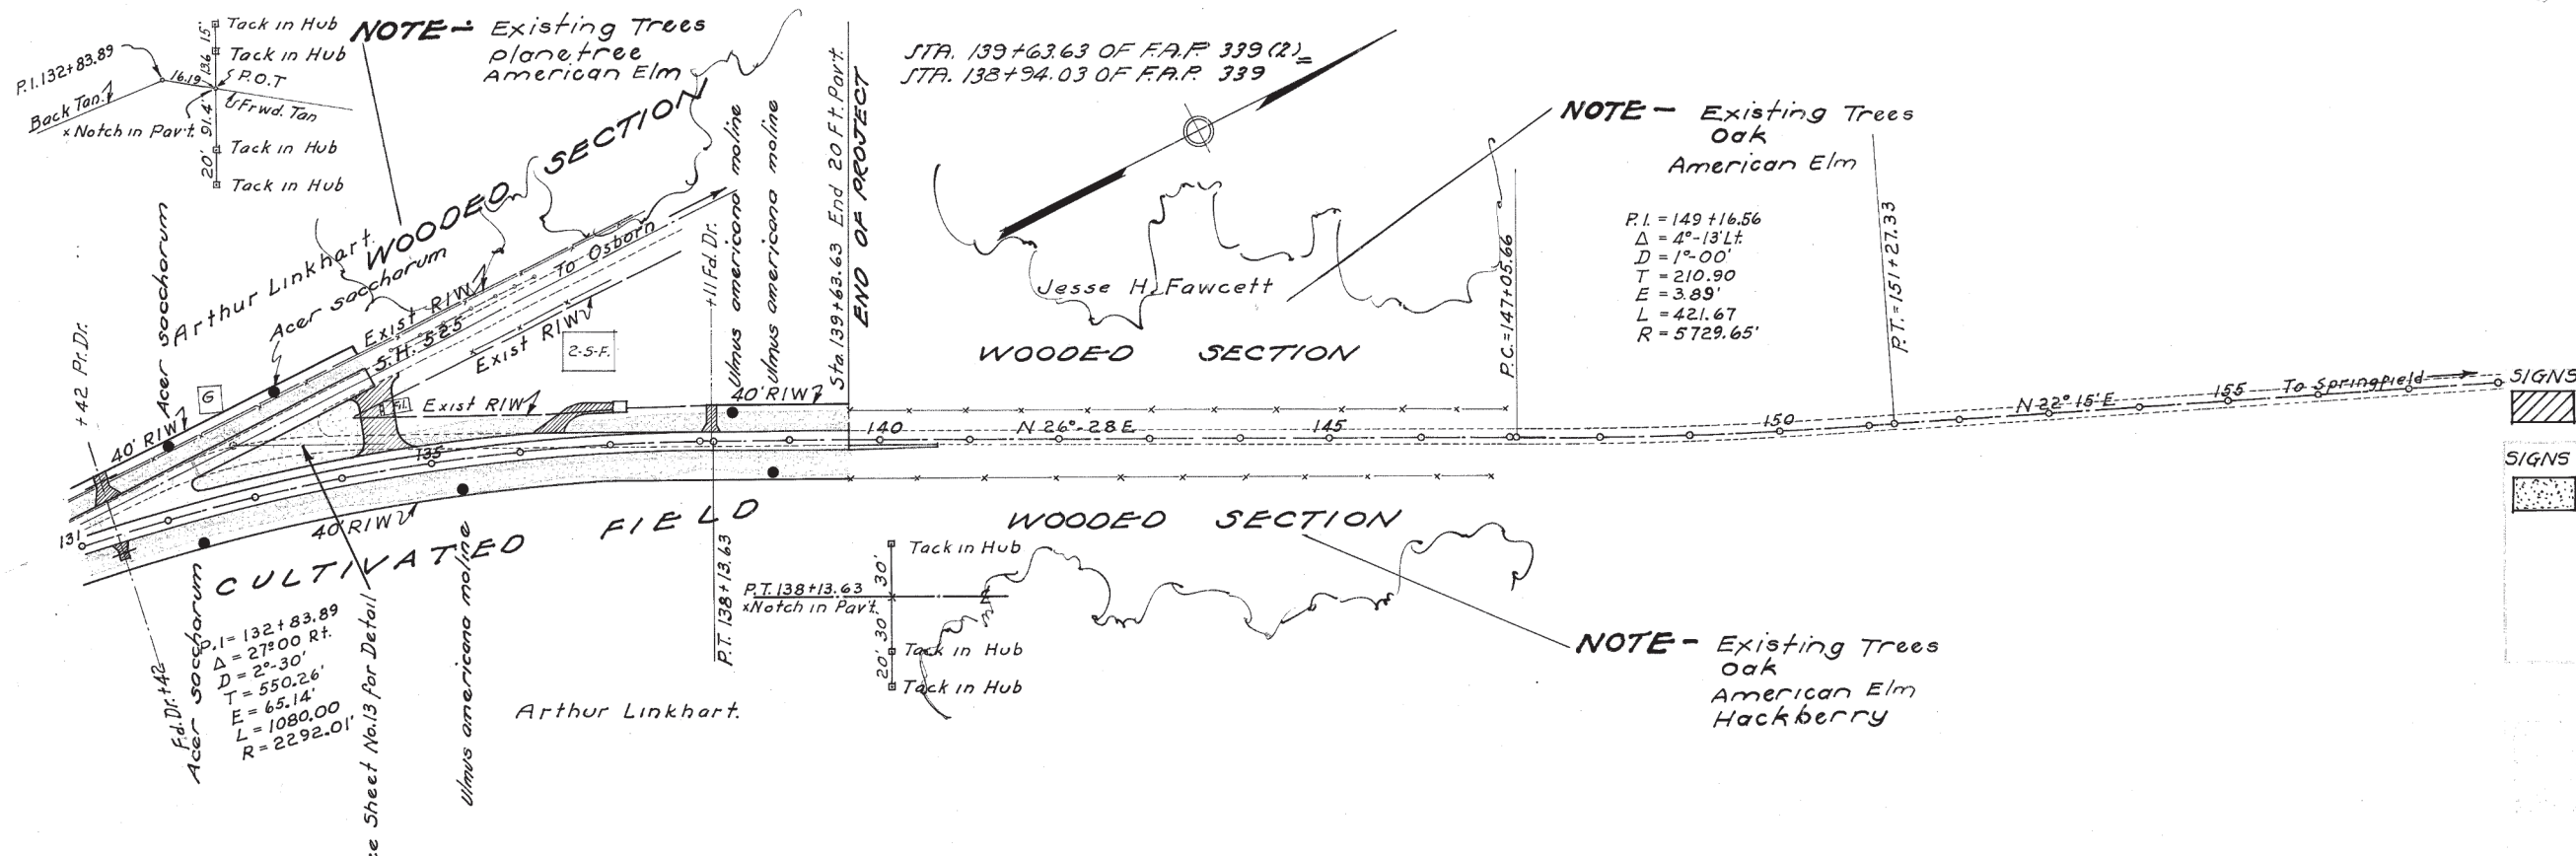 P.I. 132+83.89
Back Tan.
×Notch in Pav't.
16.19
15'
13.6
91.4'
20'
Tack in Hub
Tack in Hub
P.O.T
Frwd. Tan
Tack in Hub
Tack in Hub
NOTE - Existing Trees
planetree
American Elm
WOODED SECTION
STA. 139+63.63 OF F.A.P. 339 (2) =
STA. 138+94.03 OF F.A.P. 339
NOTE - Existing Trees
Oak
American Elm
P.I. = 149+16.56
Δ = 4°-13' Lt.
D = 1°-00'
T = 210.90
E = 3.89'
L = 421.67
R = 5729.65'
P.C. = 147+05.66
P.T. = 151+27.33
+42 Pr. Dr.
Acer soccharum
Arthur Linkhart.
Acer soccharum
Exist R/W
S.H. 525
To Osborn
Exist R/W
2-S-F.
+11 Fd. Dr.
Ulmus americana moline
Ulmus americana moline
Sta. 139+63.63 End 20 Ft. Pav't.
END OF PROJECT
Jesse H. Fawcett
WOODED SECTION
40' R/W
G
Exist R/W
40' R/W
131
135
140
N 26°-28 E
145
150
N-22° 15' E
155
To Springfield
SIGNS
SIGNS
40' R/W
CULTIVATED FIELD
WOODED SECTION
Fd. Dr. +42
Acer soccharum
P.I = 132+83.89
Δ = 27°00 Rt.
D = 2°-30'
T = 550.26'
E = 65.14'
L = 1080.00
R = 2292.01'
Sheet No.13 for Detail
Ulmus americana moline
Arthur Linkhart.
P.T. 138+13.63
P.T. 138+13.63
×Notch in Pav't.
30'
30'
20'
Tack in Hub
Tack in Hub
Tack in Hub
NOTE - Existing Trees
Oak
American Elm
Hackberry